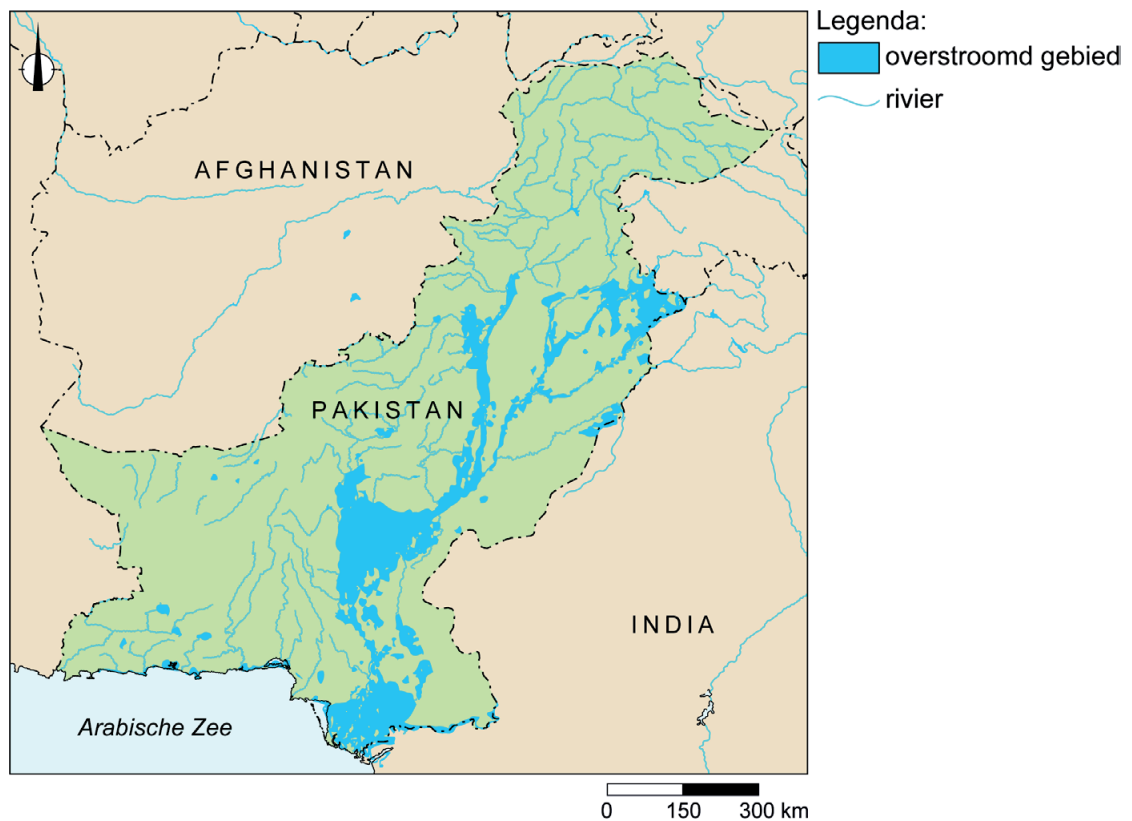 Legenda:
overstroomd gebied
rivier
AFGHANISTAN
PAKISTAN
INDIA
Arabische Zee
0 150 300 km